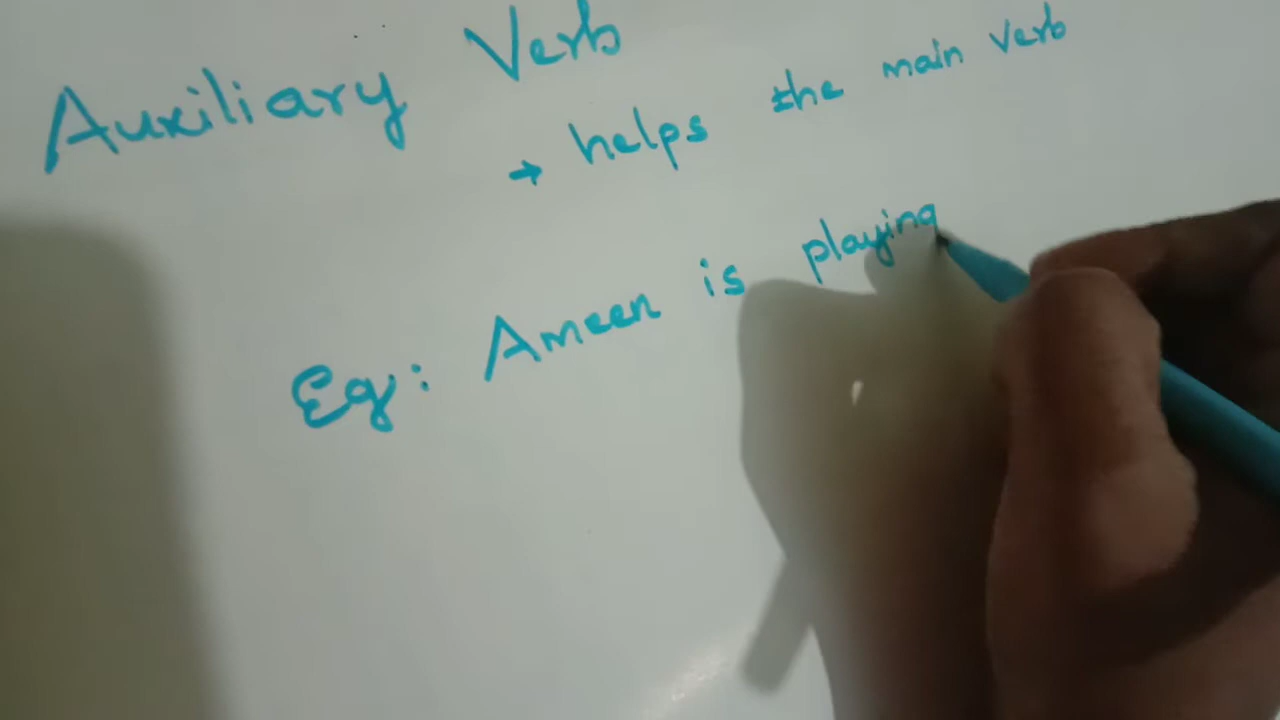 Auxiliary Verb
→ helps the main verb
Eg: Ameen is playing